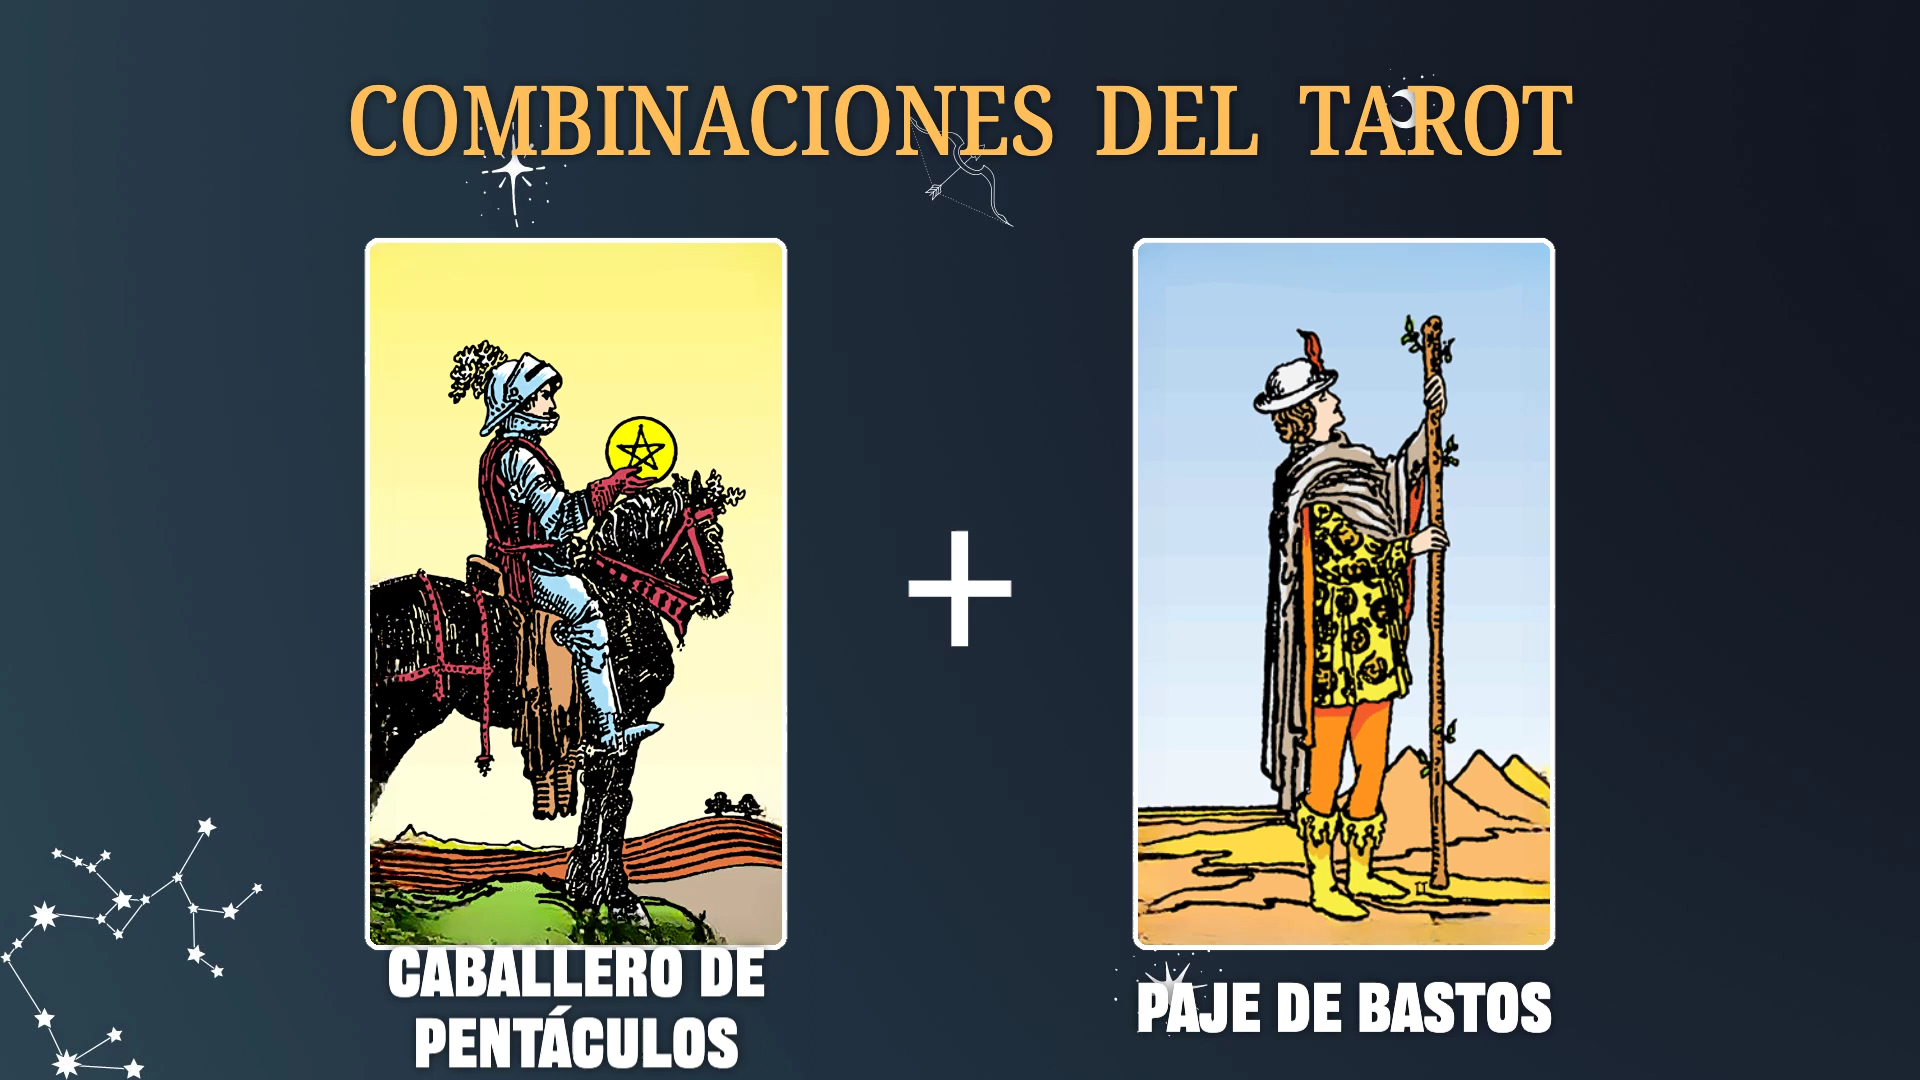 COMBINACIONES DEL TAROT
CABALLERO DE
PENTÁCULOS
PAJE DE BASTOS